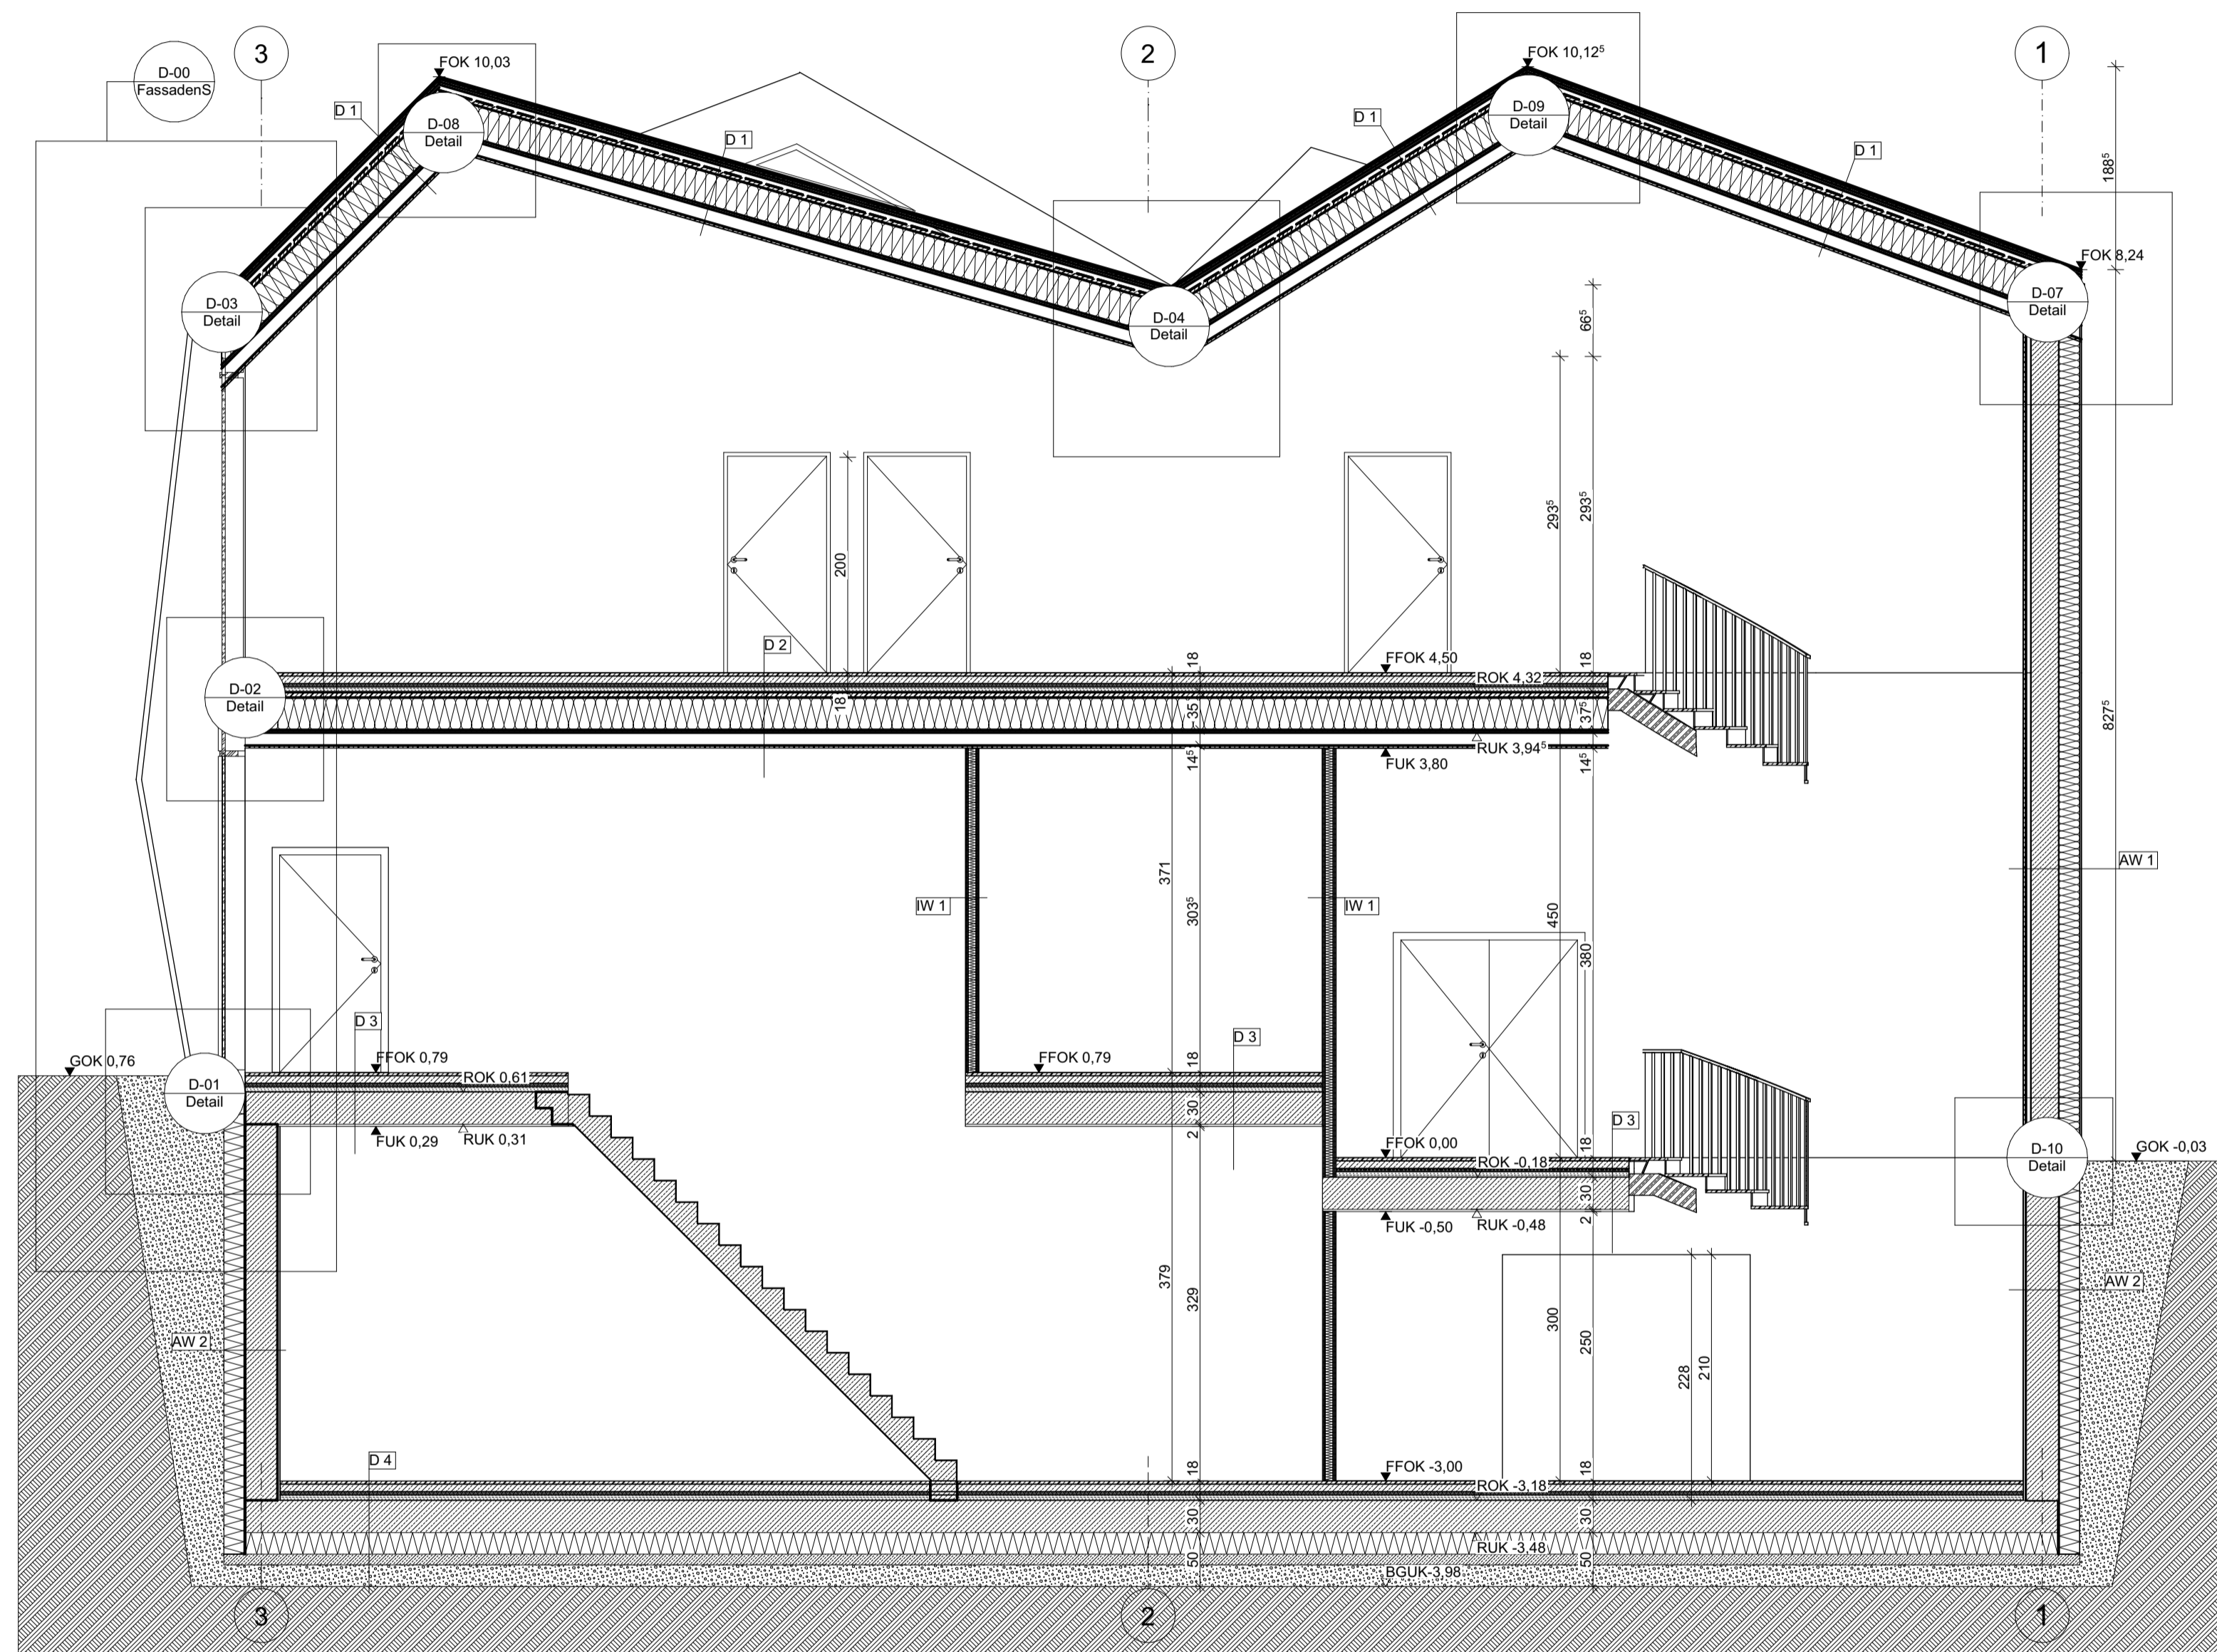 3
2
1
D-00
FassadenS
FOK 10,03
FOK 10,12⁵
D 1
D-08
Detail
D 1
D 1
D-09
Detail
D 1
188⁵
FOK 8,24
D-03
Detail
D-04
Detail
D-07
Detail
66⁵
293⁵
293⁵
200
827⁵
D 2
18
FFOK 4,50
18
ROK 4,32
D-02
Detail
18
35
37⁵
RUK 3,94⁵
14⁵
FUK 3,80
14⁵
AW 1
371
303⁵
IW 1
IW 1
450
380
D 3
D 3
GOK 0,76
FFOK 0,79
ROK 0,61
FFOK 0,79
18
D-01
Detail
30
FUK 0,29
RUK 0,31
2
D 3
FFOK 0,00
ROK -0,18
18
D-10
Detail
GOK -0,03
30
FUK -0,50
RUK -0,48
2
379
329
300
250
228
210
AW 2
AW 2
D 4
18
FFOK -3,00
ROK -3,18
18
30
30
RUK -3,48
50
50
BGUK-3,98
3
2
1